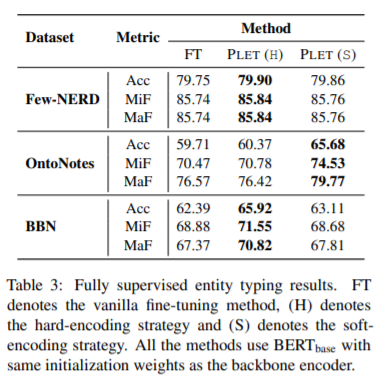 Dataset Metric Method
FT PLET (H) PLET (S)
Few-NERD Acc 79.75 79.90 79.86
MiF 85.74 85.84 85.76
MaF 85.74 85.84 85.76
OntoNotes Acc 59.71 60.37 65.68
MiF 70.47 70.78 74.53
MaF 76.57 76.42 79.77
BBN Acc 62.39 65.92 63.11
MiF 68.88 71.55 68.68
MaF 67.37 70.82 67.81
Table 3: Fully supervised entity typing results. FT
denotes the vanilla fine-tuning method, (H) denotes
the hard-encoding strategy and (S) denotes the soft-
encoding strategy. All the methods use BERTbase with
same initialization weights as the backbone encoder.